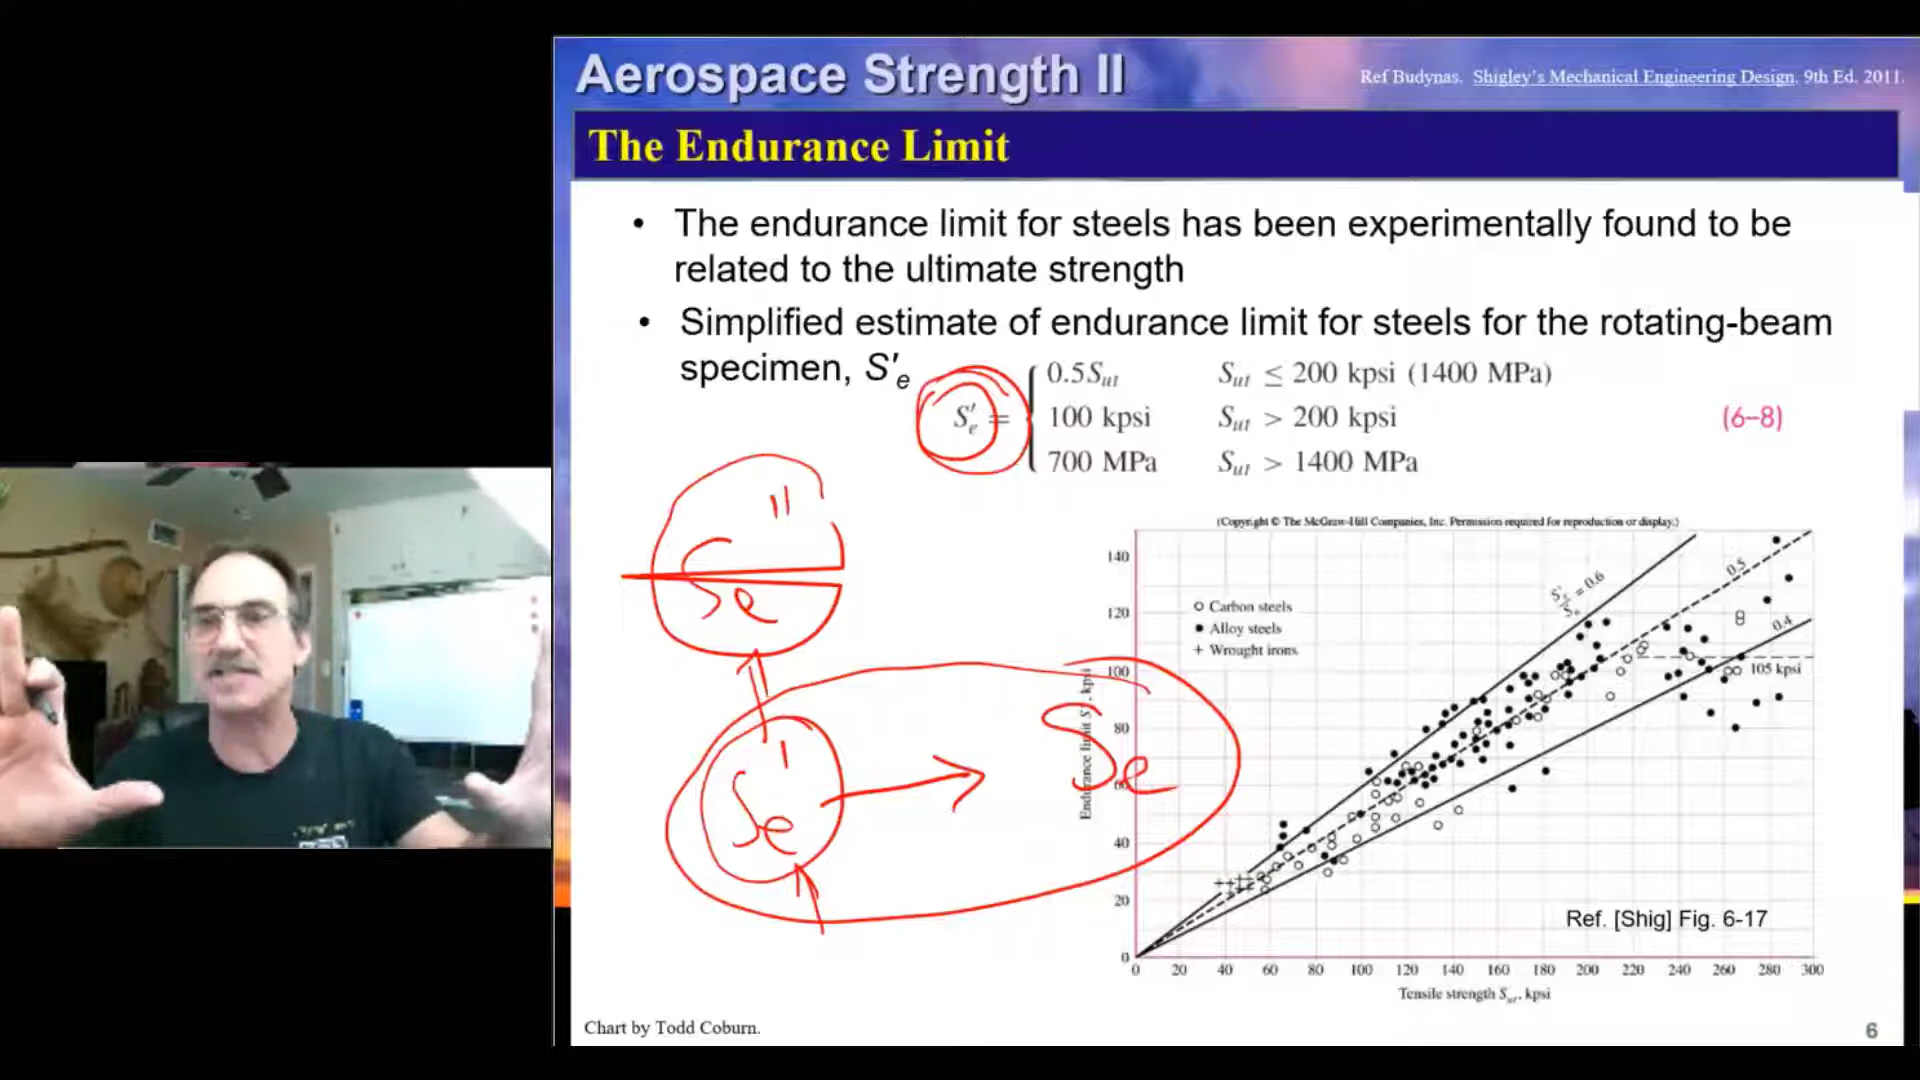 Aerospace Strength II
Ref Budynas. Shigley's Mechanical Engineering Design. 9th Ed. 2011.
The Endurance Limit
• The endurance limit for steels has been experimentally found to be
related to the ultimate strength
• Simplified estimate of endurance limit for steels for the rotating-beam
specimen, S′e
S′e = { 0.5Sut Sut ≤ 200 kpsi (1400 MPa)
100 kpsi Sut > 200 kpsi
700 MPa Sut > 1400 MPa
(6–8)
Se"
Se'
Se
(Copyright © The McGraw-Hill Companies, Inc. Permission required for reproduction or display.)
Carbon steels
Alloy steels
+ Wrought irons
= 0.6
0.5
0.4
105 kpsi
Endurance limit S , kpsi
140
120
100
80
60
40
20
0
0 20 40 60 80 100 120 140 160 180 200 220 240 260 280 300
Tensile strength Sut, kpsi
Ref. [Shig] Fig. 6-17
Chart by Todd Coburn.
6